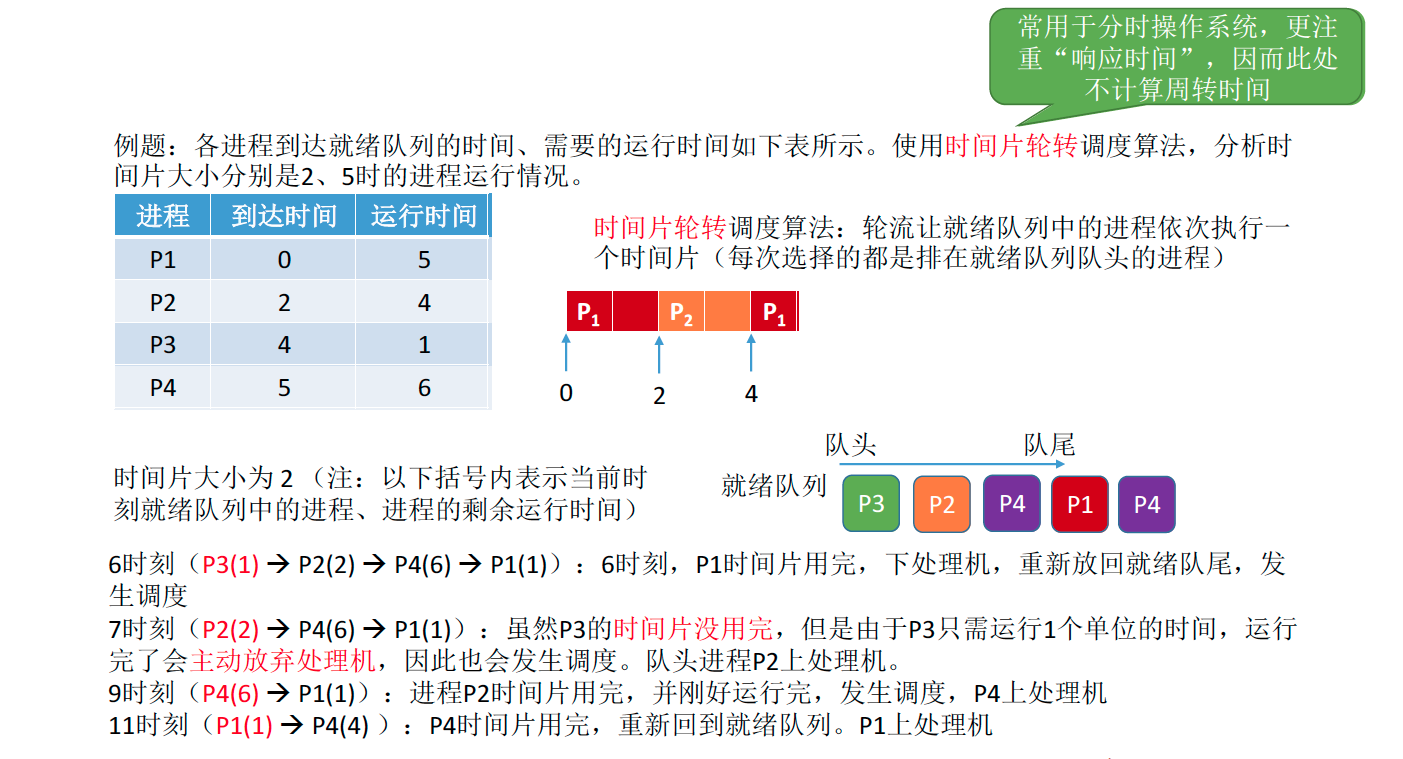 常用于分时操作系统，更注
重“响应时间”，因而此处
不计算周转时间
例题：各进程到达就绪队列的时间、需要的运行时间如下表所示。使用时间片轮转调度算法，分析时
间片大小分别是2、5时的进程运行情况。
进程 到达时间 运行时间
P1 0 5
P2 2 4
P3 4 1
P4 5 6
时间片轮转调度算法：轮流让就绪队列中的进程依次执行一
个时间片（每次选择的都是排在就绪队列队头的进程）
P1 P2 P1
0 2 4
队头 队尾
就绪队列 P3 P2 P4 P1 P4
时间片大小为 2 （注：以下括号内表示当前时
刻就绪队列中的进程、进程的剩余运行时间）
6时刻（P3(1) → P2(2) → P4(6) → P1(1)）：6时刻，P1时间片用完，下处理机，重新放回就绪队尾，发
生调度
7时刻（P2(2) → P4(6) → P1(1)）：虽然P3的时间片没用完，但是由于P3只需运行1个单位的时间，运行
完了会主动放弃处理机，因此也会发生调度。队头进程P2上处理机。
9时刻（P4(6) → P1(1)）：进程P2时间片用完，并刚好运行完，发生调度，P4上处理机
11时刻（P1(1) → P4(4) ）：P4时间片用完，重新回到就绪队列。P1上处理机